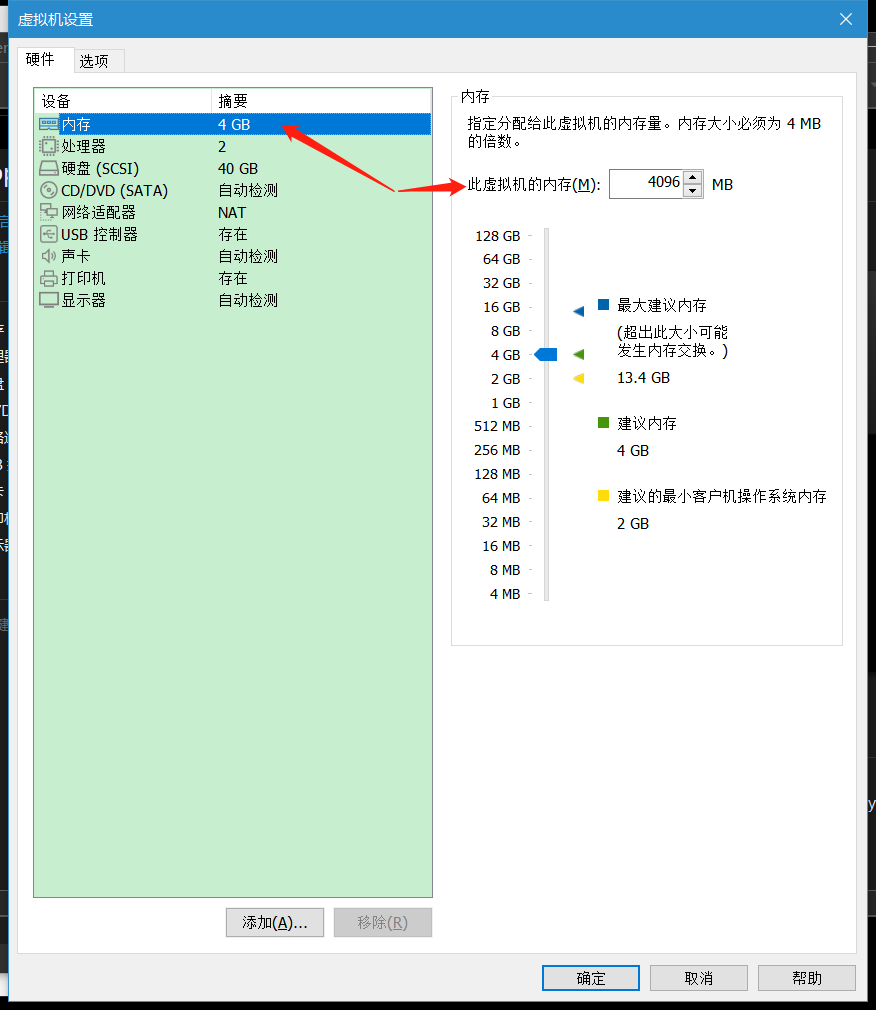 虚拟机设置
硬件 选项
设备 摘要
内存 4 GB
处理器 2
硬盘 (SCSI) 40 GB
CD/DVD (SATA) 自动检测
网络适配器 NAT
USB 控制器 存在
声卡 自动检测
打印机 存在
显示器 自动检测
添加(A)... 移除(R)
内存
指定分配给此虚拟机的内存量。内存大小必须为 4 MB
的倍数。
此虚拟机的内存(M): 4096 MB
128 GB
64 GB
32 GB
16 GB
8 GB
4 GB
2 GB
1 GB
512 MB
256 MB
128 MB
64 MB
32 MB
16 MB
8 MB
4 MB
最大建议内存
(超出此大小可能
发生内存交换。)
13.4 GB
建议内存
4 GB
建议的最小客户机操作系统内存
2 GB
确定 取消 帮助